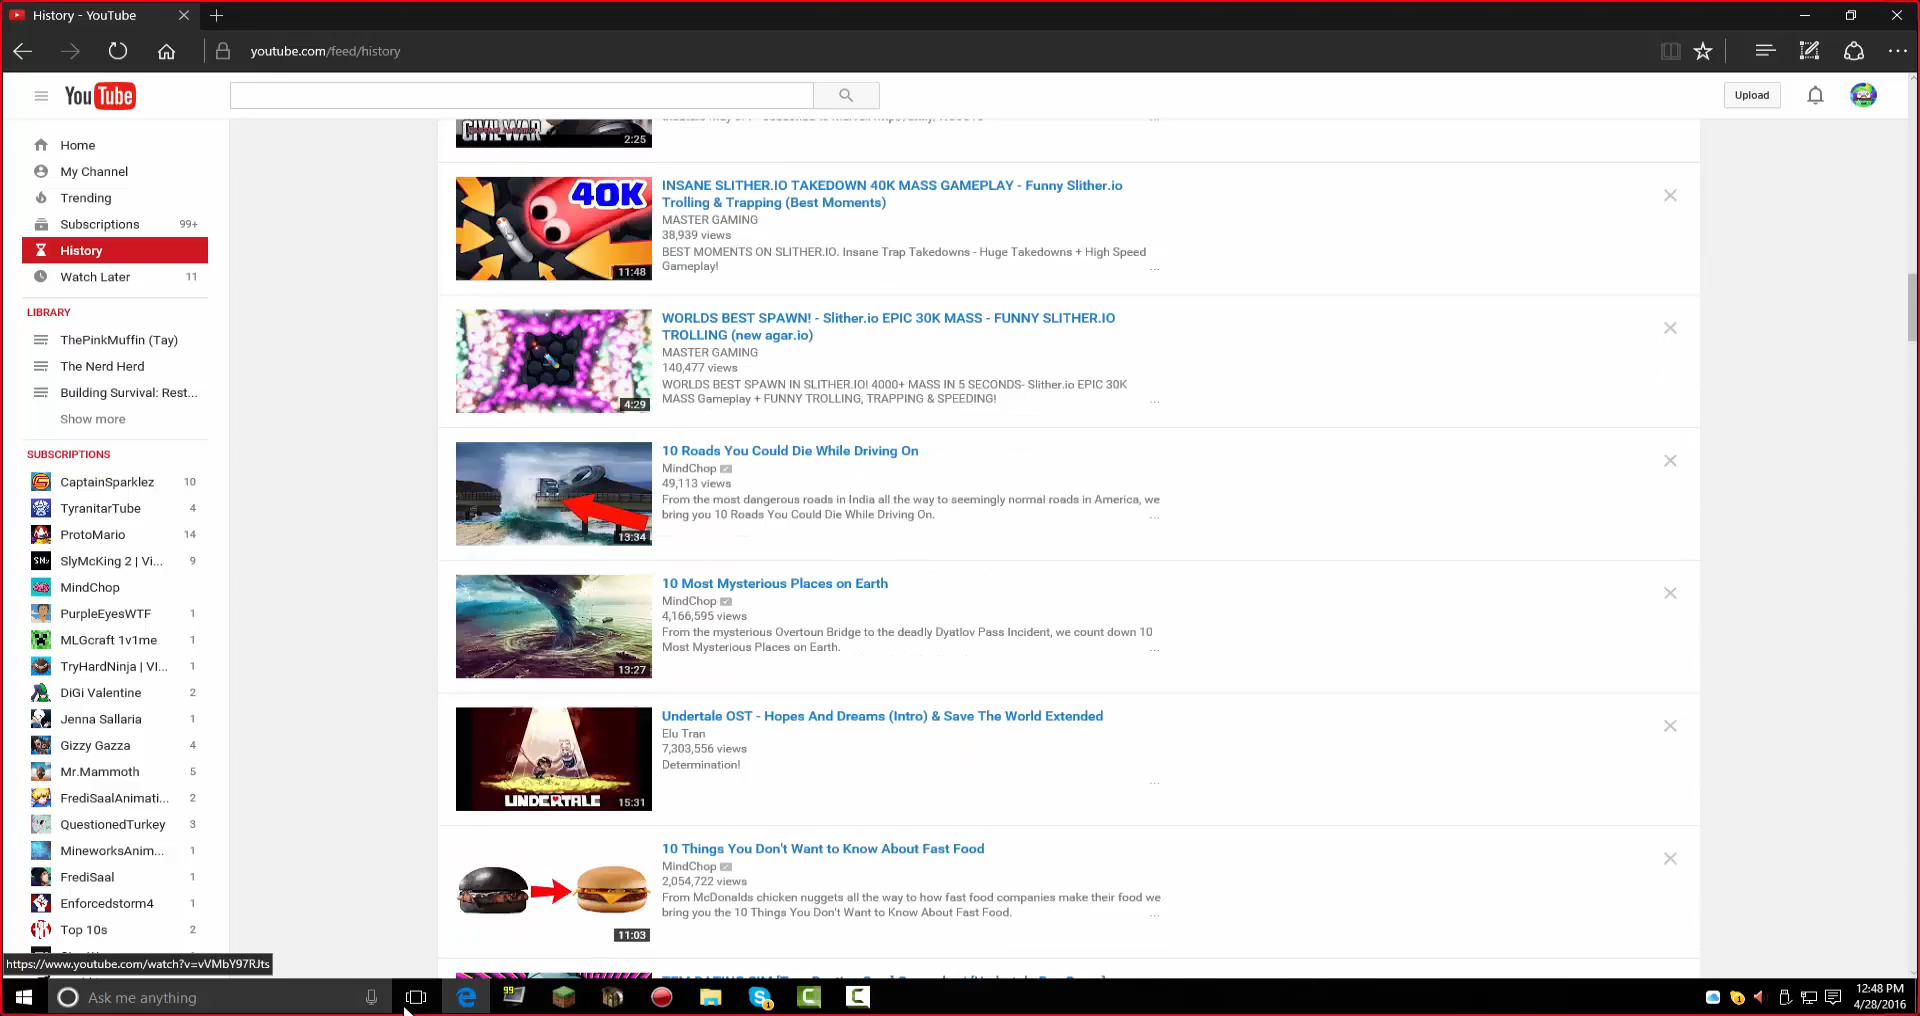 History - YouTube
youtube.com/feed/history
YouTube
Upload
Home
My Channel
Trending
Subscriptions 99+
History
Watch Later 11
LIBRARY
ThePinkMuffin (Tay)
The Nerd Herd
Building Survival: Rest...
Show more
SUBSCRIPTIONS
CaptainSparklez 10
TyranitarTube 4
ProtoMario 14
SlyMcKing 2 | Vi... 9
MindChop
PurpleEyesWTF 1
MLGcraft 1v1me 1
TryHardNinja | VI... 1
DiGi Valentine 2
Jenna Sallaria 1
Gizzy Gazza 4
Mr.Mammoth 5
FrediSaalAnimati... 2
QuestionedTurkey 3
MineworksAnim... 1
FrediSaal 1
Enforcedstorm4 1
Top 10s 2
https://www.youtube.com/watch?v=vVMbY97RJts
CIVIL WAR
2:25
40K
11:48
INSANE SLITHER.IO TAKEDOWN 40K MASS GAMEPLAY - Funny Slither.io
Trolling & Trapping (Best Moments)
MASTER GAMING
38,939 views
BEST MOMENTS ON SLITHER.IO. Insane Trap Takedowns - Huge Takedowns + High Speed
Gameplay!
...
4:29
WORLDS BEST SPAWN! - Slither.io EPIC 30K MASS - FUNNY SLITHER.IO
TROLLING (new agar.io)
MASTER GAMING
140,477 views
WORLDS BEST SPAWN IN SLITHER.IO! 4000+ MASS IN 5 SECONDS- Slither.io EPIC 30K
MASS Gameplay + FUNNY TROLLING, TRAPPING & SPEEDING!
...
13:34
10 Roads You Could Die While Driving On
MindChop
49,113 views
From the most dangerous roads in India all the way to seemingly normal roads in America, we
bring you 10 Roads You Could Die While Driving On.
...
13:27
10 Most Mysterious Places on Earth
MindChop
4,166,595 views
From the mysterious Overtoun Bridge to the deadly Dyatlov Pass Incident, we count down 10
Most Mysterious Places on Earth.
...
UNDERTALE
15:31
Undertale OST - Hopes And Dreams (Intro) & Save The World Extended
Elu Tran
7,303,556 views
Determination!
...
11:03
10 Things You Don't Want to Know About Fast Food
MindChop
2,054,722 views
From McDonalds chicken nuggets all the way to how fast food companies make their food we
bring you the 10 Things You Don't Want to Know About Fast Food.
...
Ask me anything
99
12:48 PM
4/28/2016